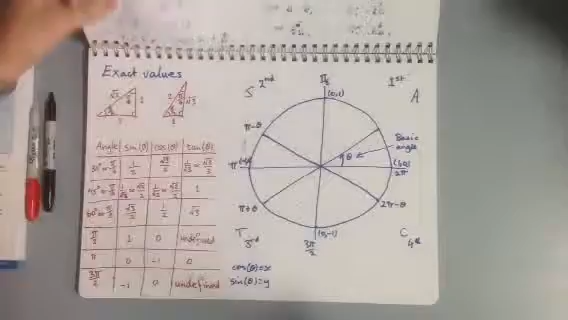 Exact values
√3
2
√3
Angle sin(θ) cos(θ) tan(θ)
30° = π/6 1/2 √3/2 1/√3 = √3/3
45° = π/4 1/√2 = √2/2 1/√2 = √2/2 1
60° = π/3 √3/2 1/2 √3
π/2 1 0 undefined
π 0 -1 0
3π/2 -1 0 undefined
S 2nd
1st
A
(0,1)
π-θ
Basic
angle
θ
π
(1,0)
2π
π+θ
2π-θ
T 3rd
(0,-1)
3π/2
C 4th
cos(θ)=x
sin(θ)=y